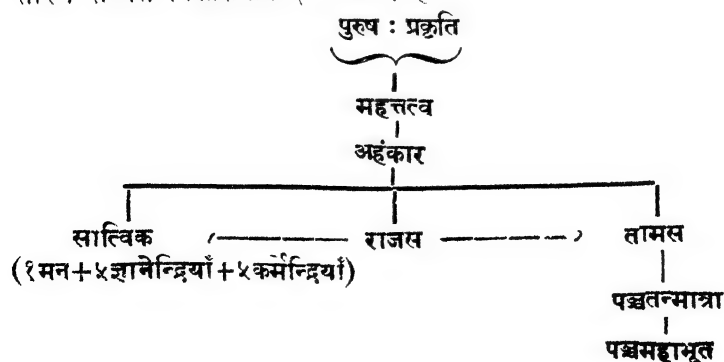 पुरुष : प्रकृति
महत्तत्व
अहंकार
सात्विक राजस तामस
(१मन+५ज्ञानेन्द्रियाँ+५कर्मेन्द्रियाँ)
पञ्चतन्मात्रा
पञ्चमहाभूत